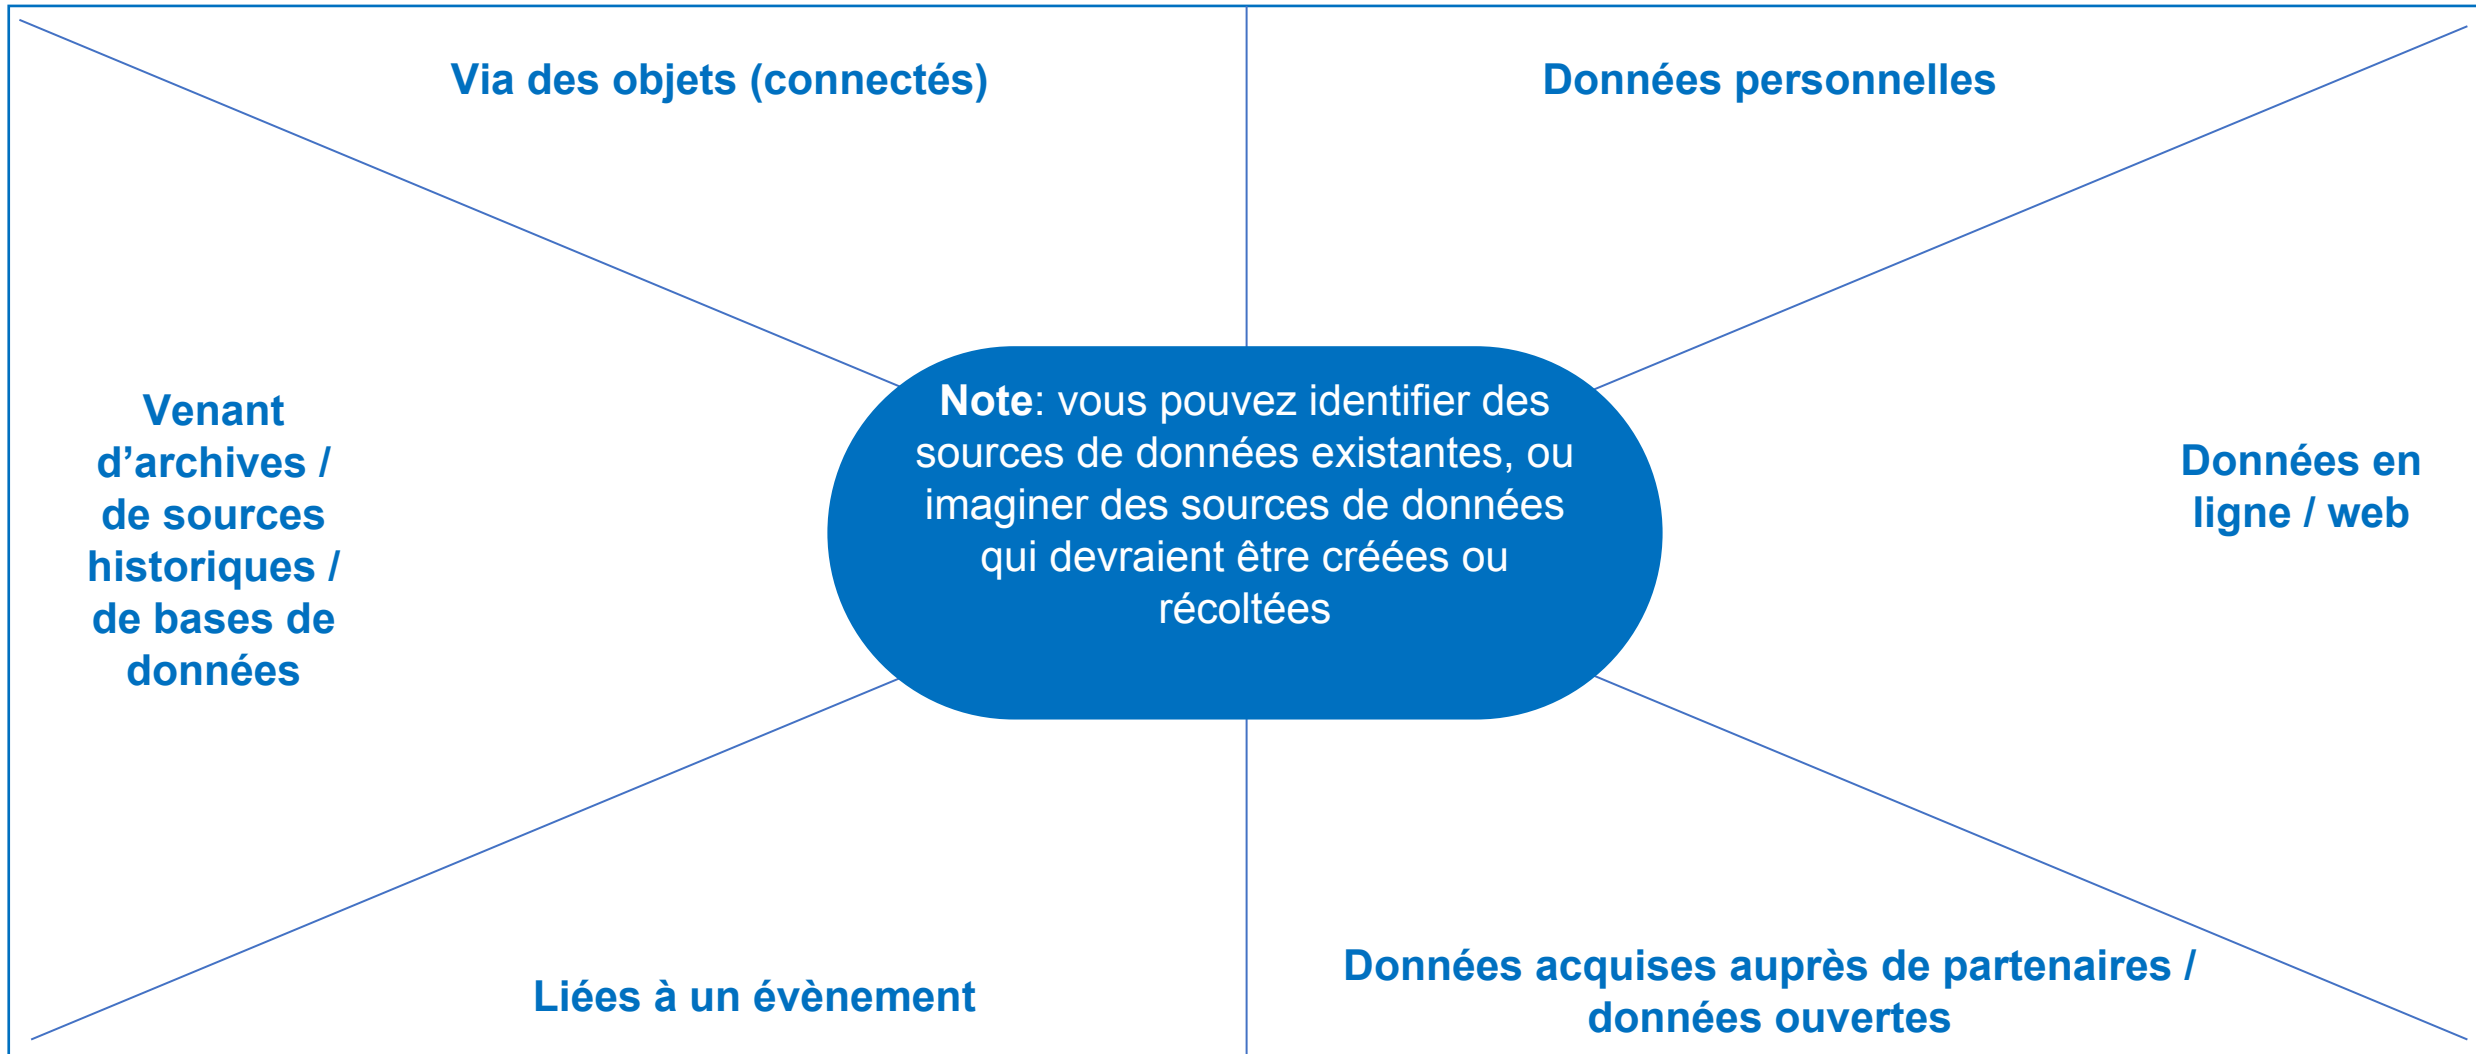 Via des objets (connectés)
Données personnelles
Venant
d’archives /
de sources
historiques /
de bases de
données
Note: vous pouvez identifier des
sources de données existantes, ou
imaginer des sources de données
qui devraient être créées ou
récoltées
Données en
ligne / web
Liées à un évènement
Données acquises auprès de partenaires /
données ouvertes